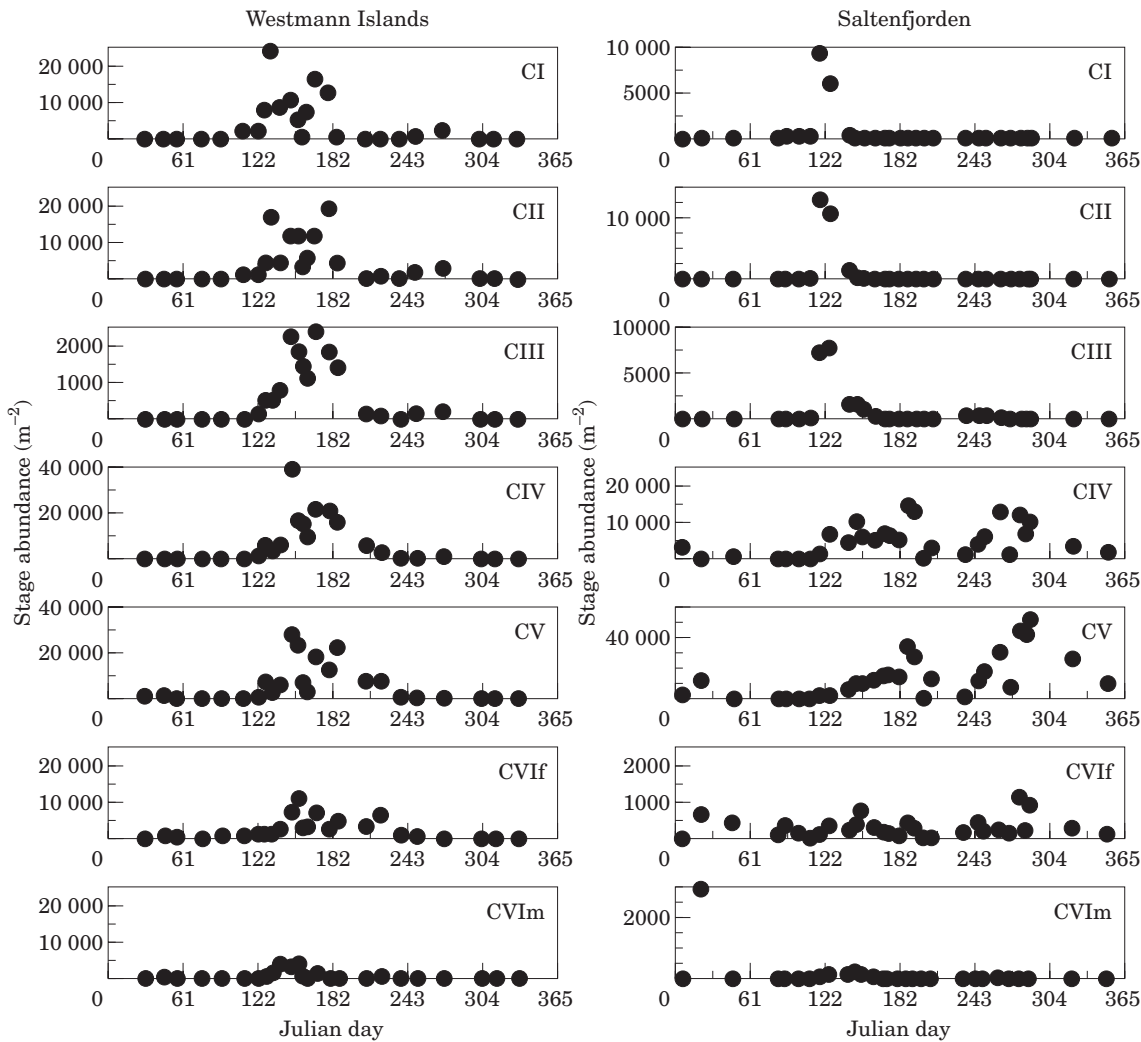 Westmann Islands
20 000
10 000
CI
0 61 122 182 243 304 365
20 000
10 000
CII
0 61 122 182 243 304 365
2000
1000
CIII
0 61 122 182 243 304 365
40 000
20 000
CIV
0 61 122 182 243 304 365
40 000
20 000
CV
0 61 122 182 243 304 365
20 000
10 000
CVIf
0 61 122 182 243 304 365
20 000
10 000
CVIm
0 61 122 182 243 304 365
Stage abundance (m⁻²)
Julian day
Saltenfjorden
10 000
5000
CI
0 61 122 182 243 304 365
10 000
CII
0 61 122 182 243 304 365
10000
5000
CIII
0 61 122 182 243 304 365
20 000
10 000
CIV
0 61 122 182 243 304 365
40 000
CV
0 61 122 182 243 304 365
2000
1000
CVIf
0 61 122 182 243 304 365
2000
CVIm
0 61 122 182 243 304 365
Stage abundance (m⁻²)
Julian day